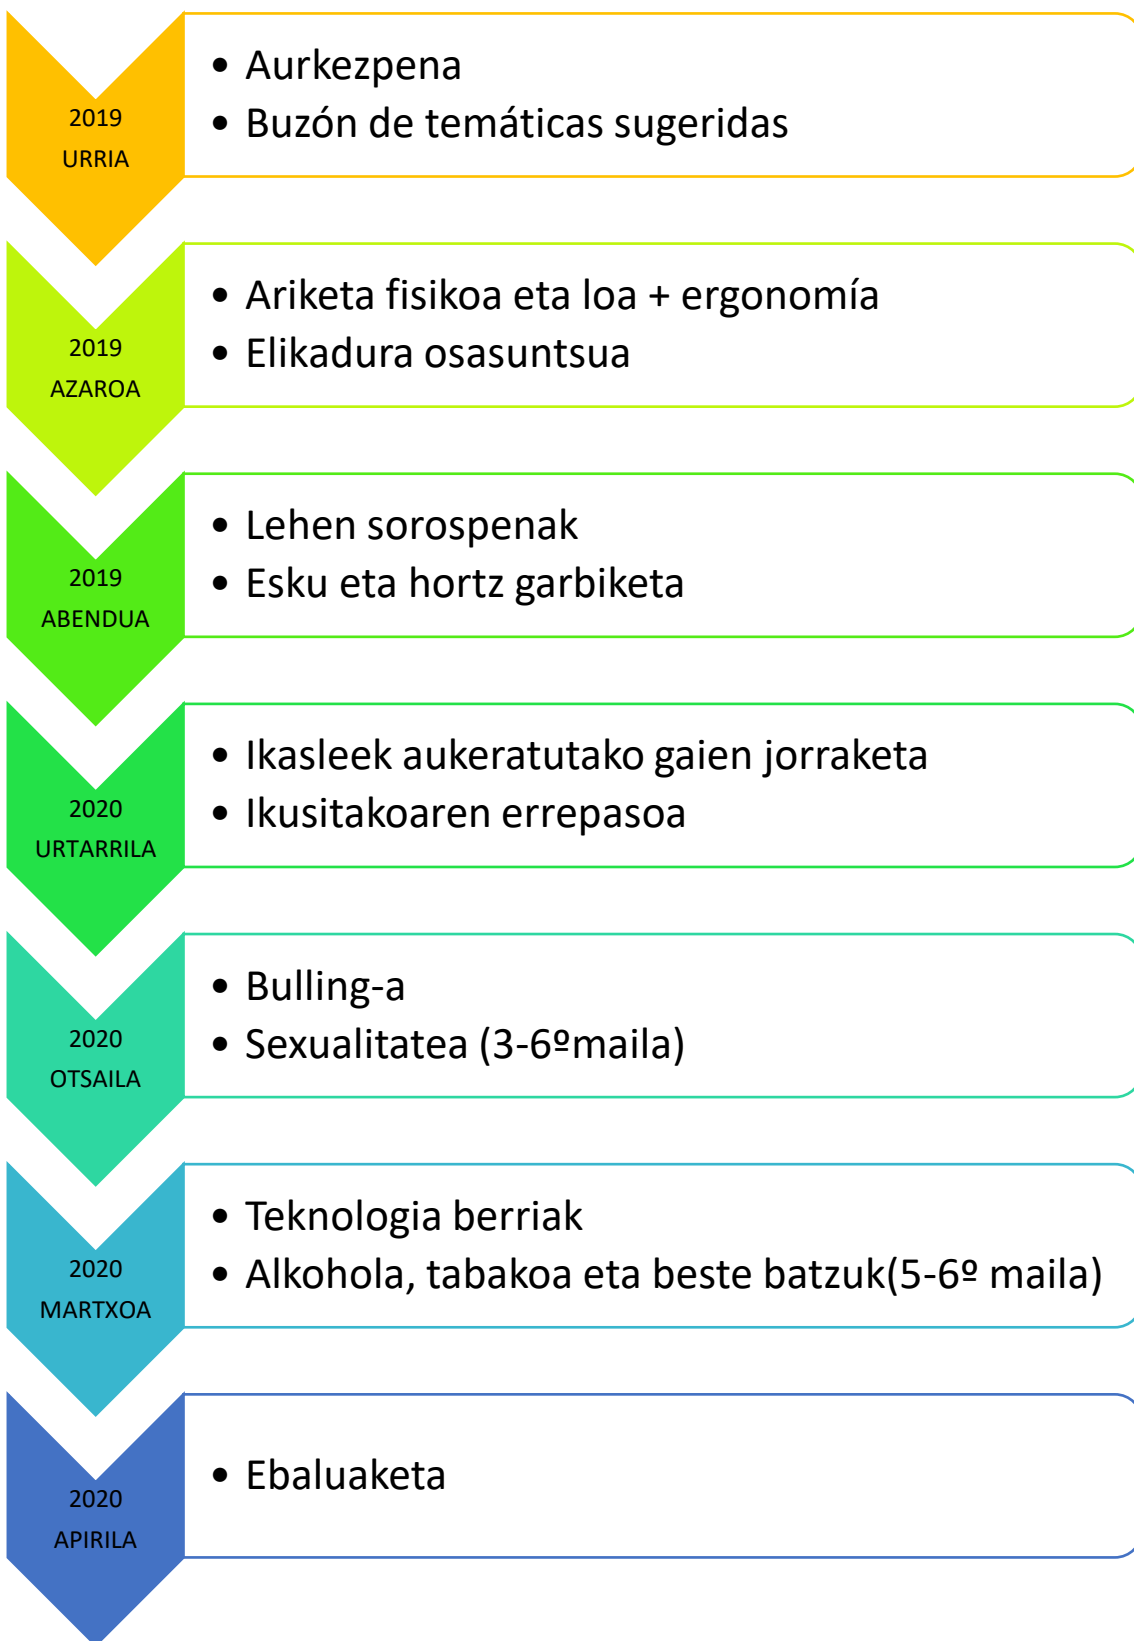 2019
URRIA
• Aurkezpena
• Buzón de temáticas sugeridas
2019
AZAROA
• Ariketa fisikoa eta loa + ergonomía
• Elikadura osasuntsua
2019
ABENDUA
• Lehen sorospenak
• Esku eta hortz garbiketa
2020
URTARRILA
• Ikasleek aukeratutako gaien jorraketa
• Ikusitakoaren errepasoa
2020
OTSAILA
• Bulling-a
• Sexualitatea (3-6ºmaila)
2020
MARTXOA
• Teknologia berriak
• Alkohola, tabakoa eta beste batzuk(5-6º maila)
2020
APIRILA
• Ebaluaketa